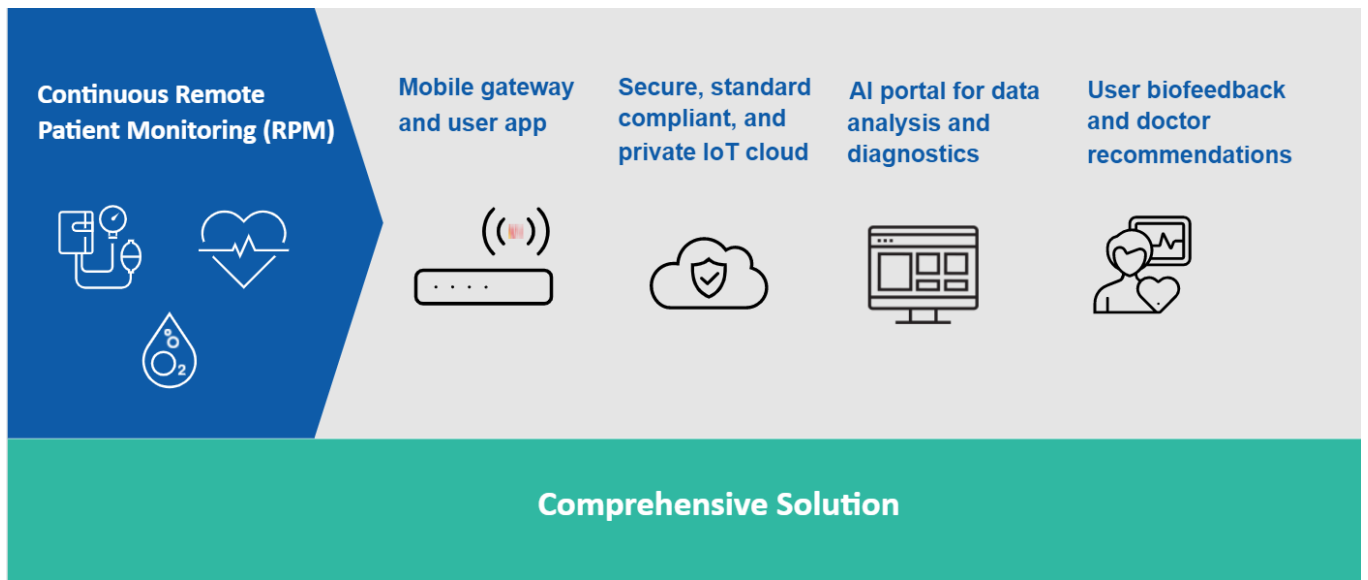 Continuous Remote
Patient Monitoring (RPM)
O2
Mobile gateway
and user app
Secure, standard
compliant, and
private IoT cloud
AI portal for data
analysis and
diagnostics
User biofeedback
and doctor
recommendations
Comprehensive Solution